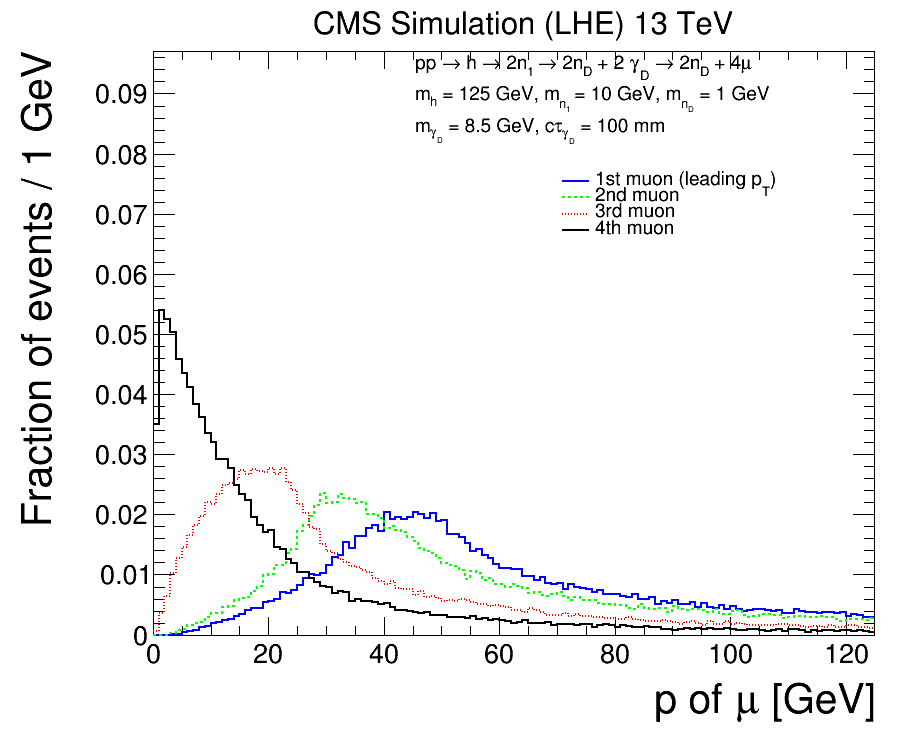 CMS Simulation (LHE) 13 TeV
pp → h → 2n₁ → 2n_D + 2 γ_D → 2n_D + 4μ
m_h = 125 GeV, m_n₁ = 10 GeV, m_n_D = 1 GeV
m_γ_D = 8.5 GeV, cτ_γ_D = 100 mm
1st muon (leading p_T)
2nd muon
3rd muon
4th muon
Fraction of events / 1 GeV
0.09
0.08
0.07
0.06
0.05
0.04
0.03
0.02
0.01
0
0 20 40 60 80 100 120
p of μ [GeV]